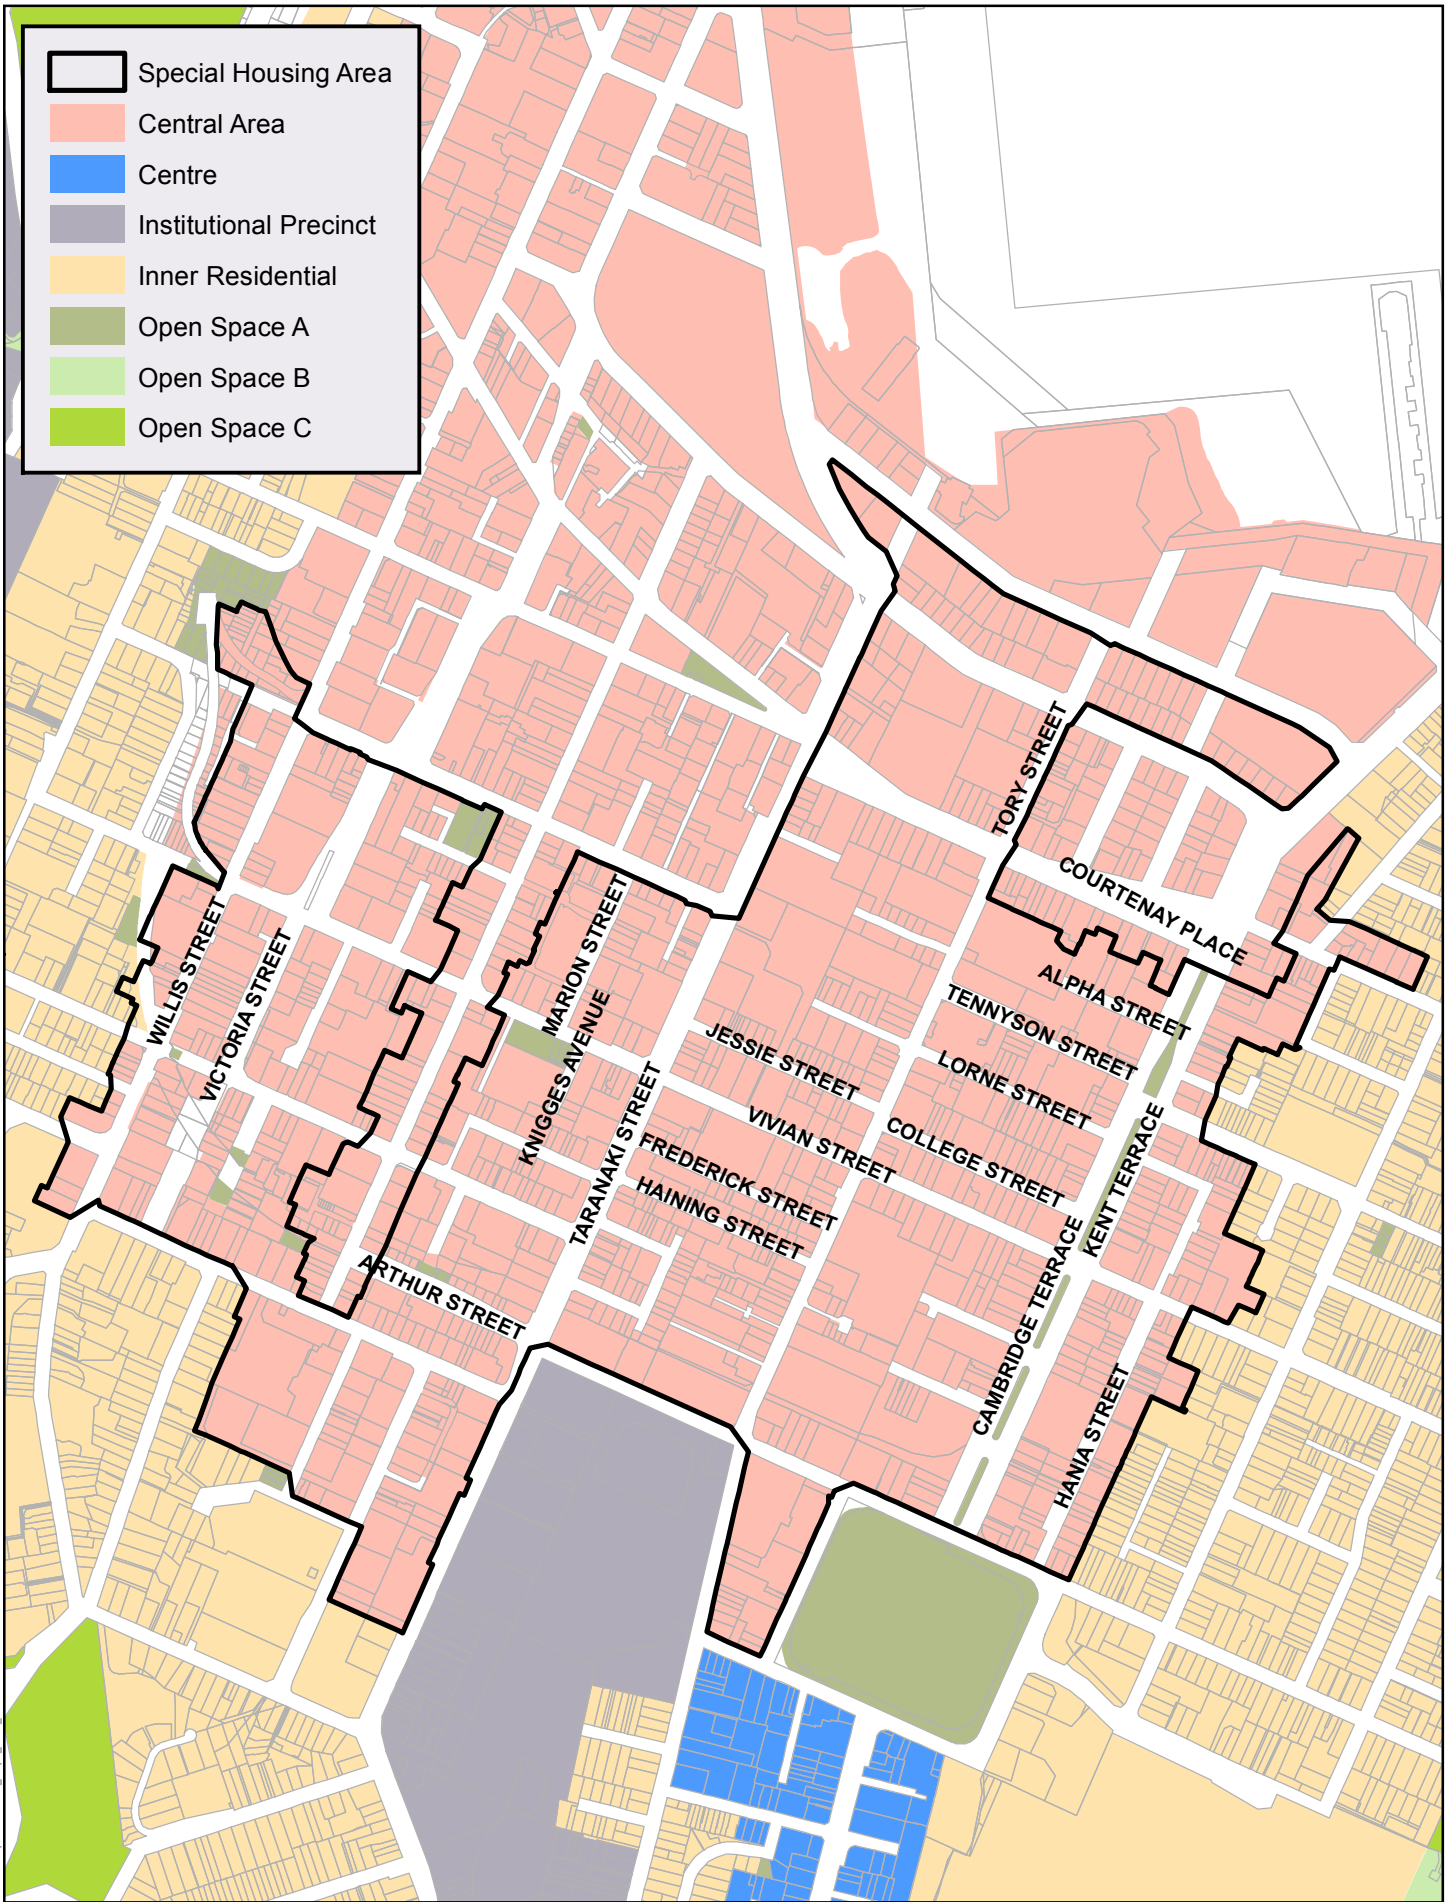 Special Housing Area
Central Area
Centre
Institutional Precinct
Inner Residential
Open Space A
Open Space B
Open Space C
TORY STREET
COURTENAY PLACE
WILLIS STREET
VICTORIA STREET
MARION STREET
KNIGGES AVENUE
ALPHA STREET
TENNYSON STREET
JESSIE STREET
LORNE STREET
TARANAKI STREET
VIVIAN STREET
COLLEGE STREET
KENT TERRACE
FREDERICK STREET
HAINING STREET
CAMBRIDGE TERRACE
ARTHUR STREET
HANIA STREET